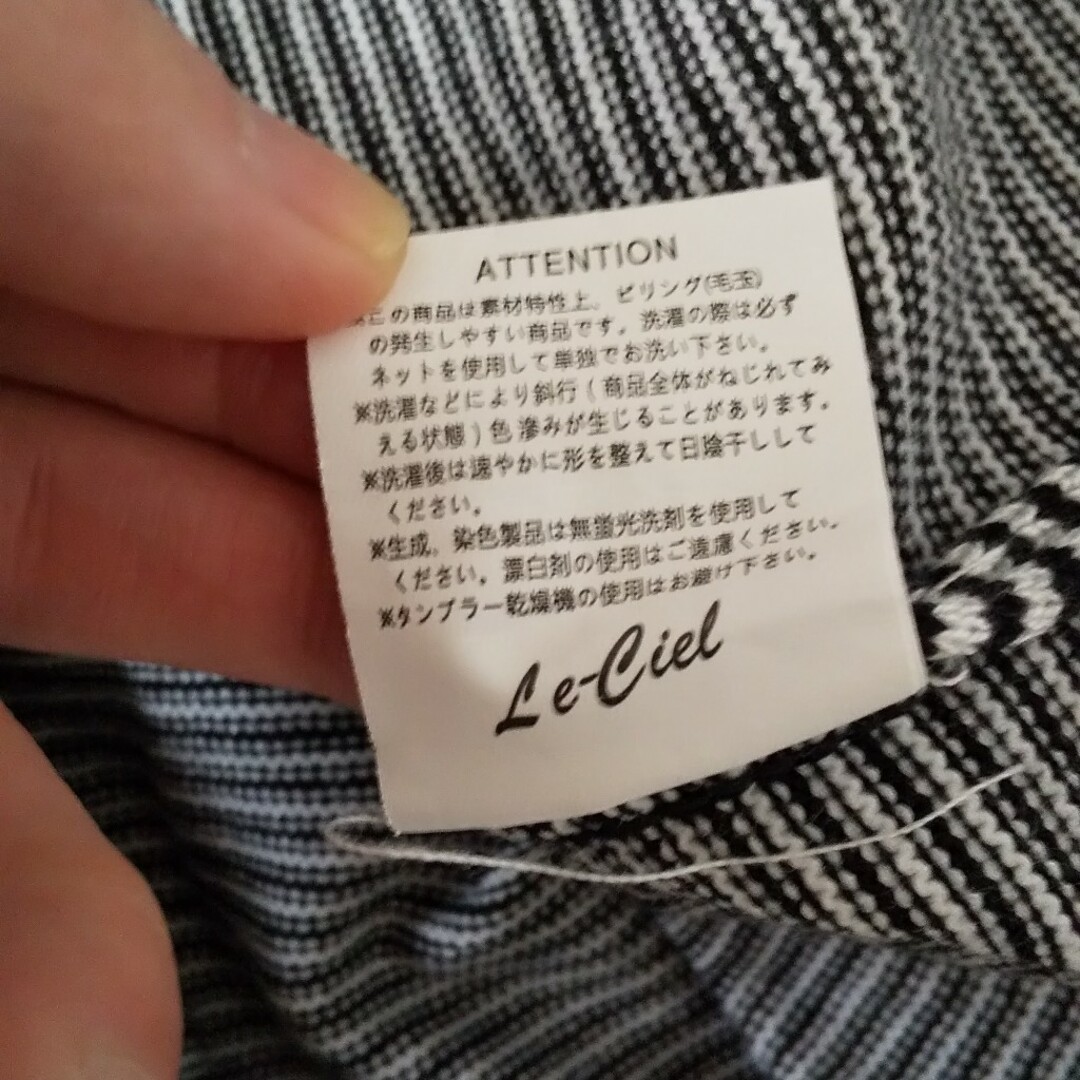 ATTENTION
※この商品は素材特性上、ピリング(毛玉)
の発生しやすい商品です。洗濯の際は必ず
ネットを使用して単独でお洗い下さい。
※洗濯などにより斜行(商品全体がねじれてみ
える状態)色滲みが生じることがあります。
※洗濯後は速やかに形を整えて日陰干しして
ください。
※生成、染色製品は無蛍光洗剤を使用して
ください。漂白剤の使用はご遠慮ください。
※タンブラー乾燥機の使用はお避け下さい。
Le-Ciel